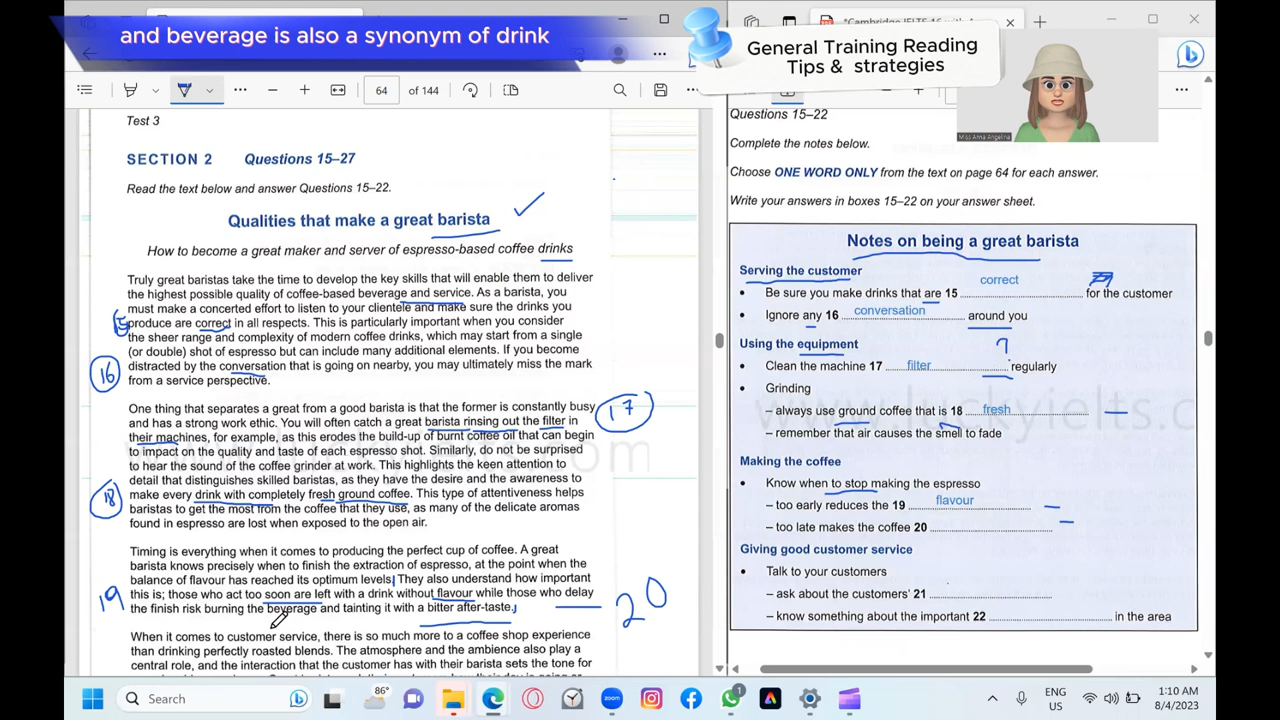 and beverage is also a synonym of drink
General Training Reading
Tips & strategies
*Cambridge IELTS 16 with
64 of 144
Miss Anna Angelina
Test 3
SECTION 2 Questions 15–27
Read the text below and answer Questions 15–22.
Qualities that make a great barista
How to become a great maker and server of espresso-based coffee drinks
Truly great baristas take the time to develop the key skills that will enable them to deliver
the highest possible quality of coffee-based beverage and service. As a barista, you
must make a concerted effort to listen to your clientele and make sure the drinks you
15
produce are correct in all respects. This is particularly important when you consider
the sheer range and complexity of modern coffee drinks, which may start from a single
(or double) shot of espresso but can include many additional elements. If you become
16
distracted by the conversation that is going on nearby, you may ultimately miss the mark
from a service perspective.
One thing that separates a great from a good barista is that the former is constantly busy
17
and has a strong work ethic. You will often catch a great barista rinsing out the filter in
their machines, for example, as this erodes the build-up of burnt coffee oil that can begin
to impact on the quality and taste of each espresso shot. Similarly, do not be surprised
to hear the sound of the coffee grinder at work. This highlights the keen attention to
detail that distinguishes skilled baristas, as they have the desire and the awareness to
18
make every drink with completely fresh ground coffee. This type of attentiveness helps
baristas to get the most from the coffee that they use, as many of the delicate aromas
found in espresso are lost when exposed to the open air.
Timing is everything when it comes to producing the perfect cup of coffee. A great
barista knows precisely when to finish the extraction of espresso, at the point when the
balance of flavour has reached its optimum levels. They also understand how important
19
this is; those who act too soon are left with a drink without flavour while those who delay
20
the finish risk burning the beverage and tainting it with a bitter after-taste.
When it comes to customer service, there is so much more to a coffee shop experience
than drinking perfectly roasted blends. The atmosphere and the ambience also play a
central role, and the interaction that the customer has with their barista sets the tone for
Questions 15–22
Complete the notes below.
Choose ONE WORD ONLY from the text on page 64 for each answer.
Write your answers in boxes 15–22 on your answer sheet.
Notes on being a great barista
Serving the customer
• Be sure you make drinks that are 15 correct for the customer
• Ignore any 16 conversation around you
Using the equipment
?
• Clean the machine 17 filter regularly
• Grinding
– always use ground coffee that is 18 fresh
– remember that air causes the smell to fade
Making the coffee
• Know when to stop making the espresso
– too early reduces the 19 flavour
– too late makes the coffee 20
Giving good customer service
• Talk to your customers
– ask about the customers' 21
– know something about the important 22 in the area
www.luckyielts.com
Search
86°
zoom
1
ENG
US
1:10 AM
8/4/2023